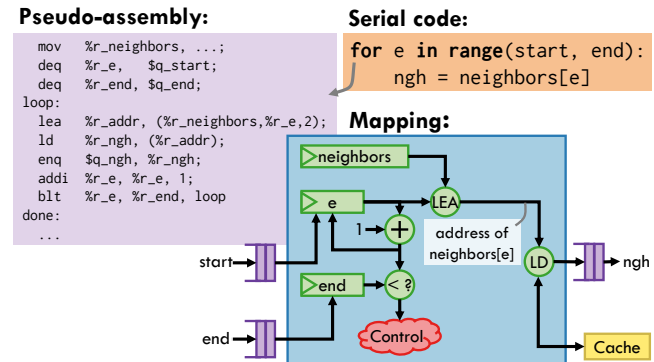 Pseudo-assembly:
mov %r_neighbors, ...;
deq %r_e, $q_start;
deq %r_end, $q_end;
loop:
lea %r_addr, (%r_neighbors,%r_e,2);
ld %r_ngh, (%r_addr);
enq $q_ngh, %r_ngh;
addi %r_e, %r_e, 1;
blt %r_e, %r_end, loop
done:
...
Serial code:
for e in range(start, end):
ngh = neighbors[e]
Mapping:
neighbors
e
LEA
1
+
address of
neighbors[e]
LD
start
ngh
end
< ?
end
Control
Cache